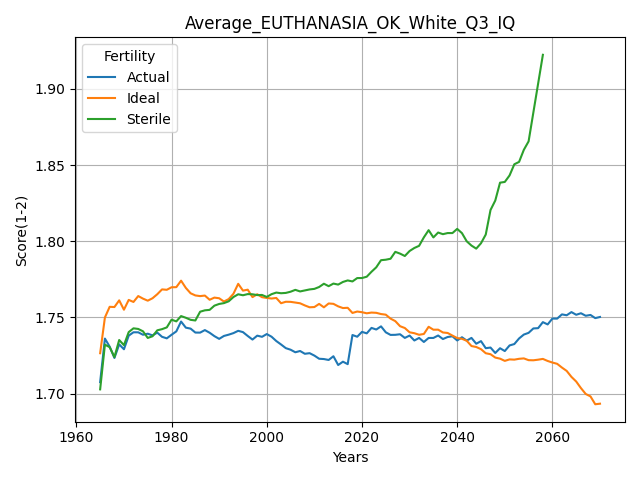 Average_EUTHANASIA_OK_White_Q3_IQ
Fertility
Actual
Ideal
Sterile
Score(1-2)
1.90
1.85
1.80
1.75
1.70
1960
1980
2000
2020
2040
2060
Years